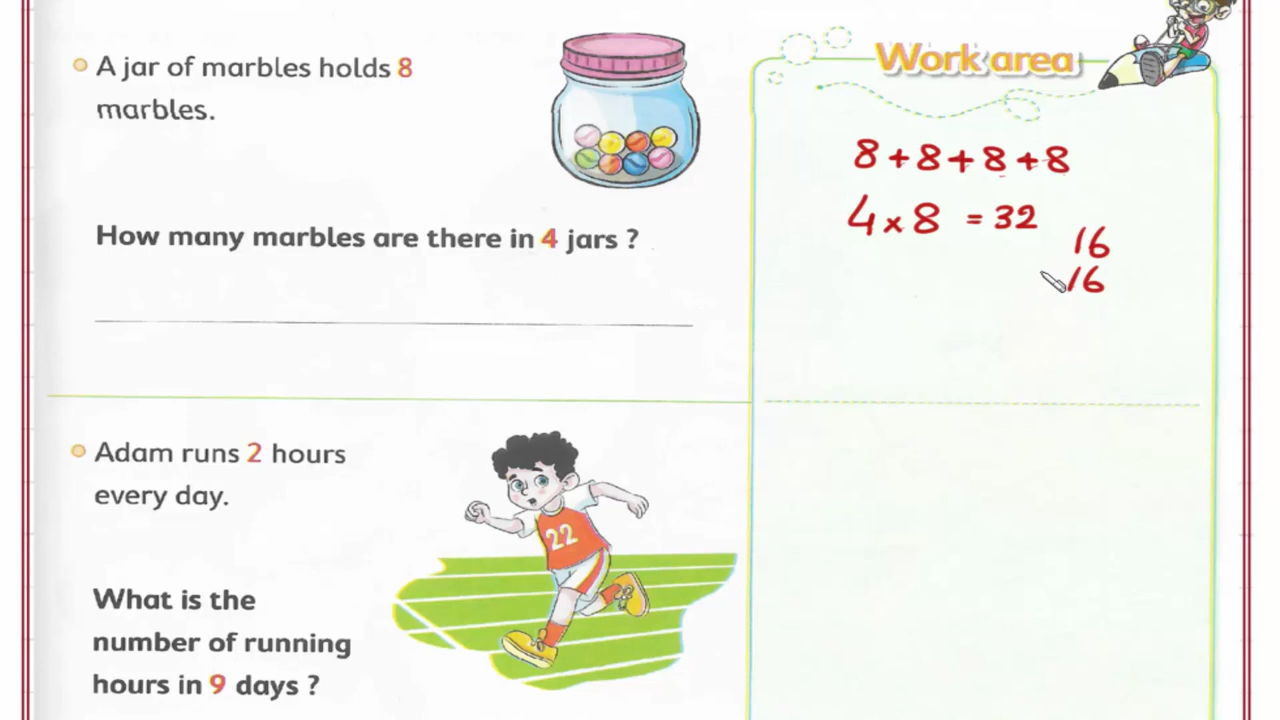 A jar of marbles holds 8
marbles.
How many marbles are there in 4 jars ?
Work area
8+8+8+8
4×8 = 32
16
16
Adam runs 2 hours
every day.
22
What is the
number of running
hours in 9 days ?